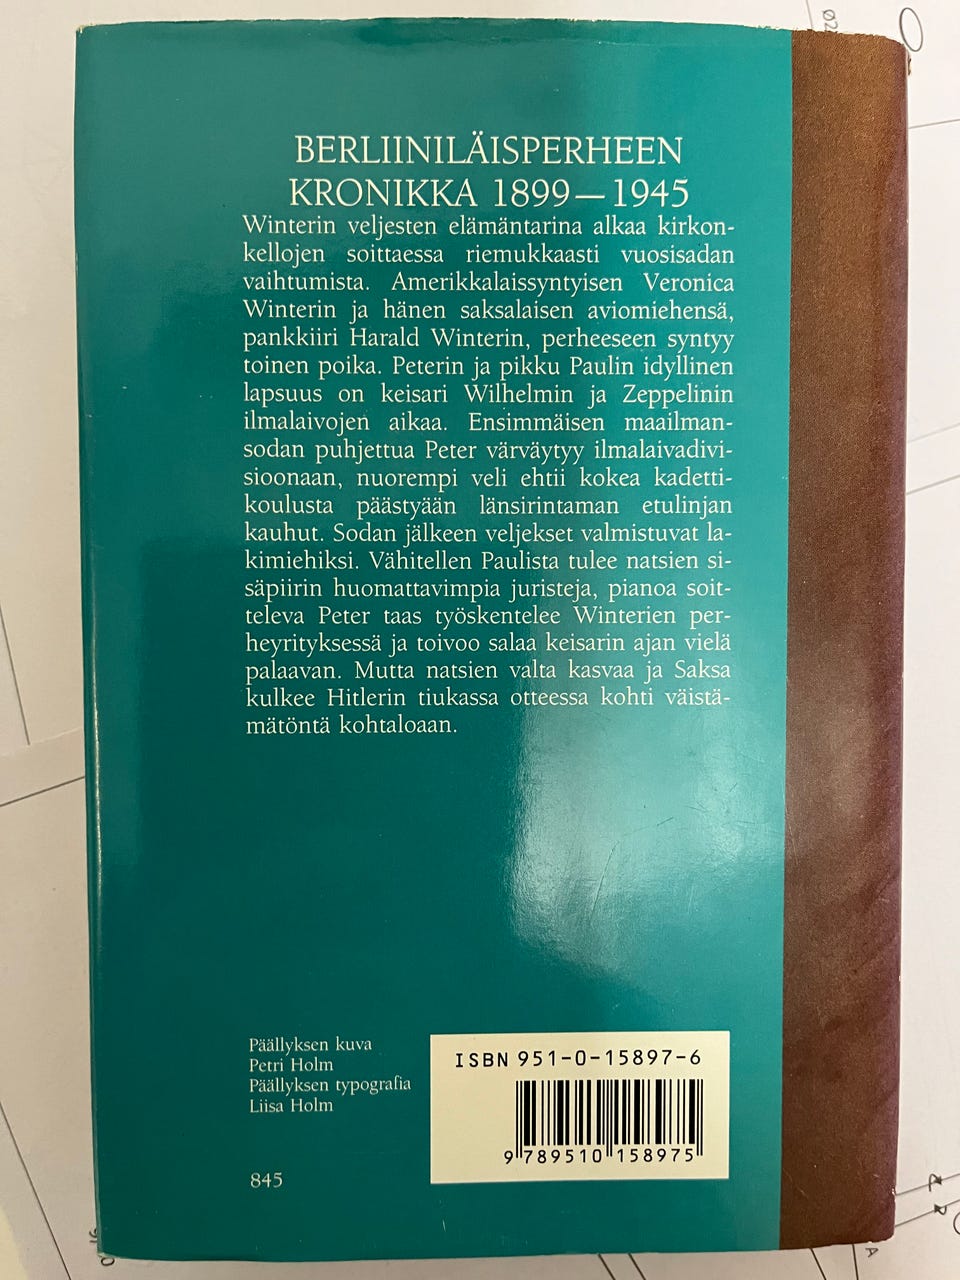 BERLIINILÄISPERHEEN
KRONIKKA 1899—1945
Winterin veljesten elämäntarina alkaa kirkon-
kellojen soittaessa riemukkaasti vuosisadan
vaihtumista. Amerikkalaissyntyisen Veronica
Winterin ja hänen saksalaisen aviomiehensä,
pankkiiri Harald Winterin, perheeseen syntyy
toinen poika. Peterin ja pikku Paulin idyllinen
lapsuus on keisari Wilhelmin ja Zeppelinin
ilmalaivojen aikaa. Ensimmäisen maailman-
sodan puhjettua Peter värväytyy ilmalaivadivi-
sioonaan, nuorempi veli ehtii kokea kadetti-
koulusta päästyään länsirintaman etulinjan
kauhut. Sodan jälkeen veljekset valmistuvat la-
kimiehiksi. Vähitellen Paulista tulee natsien si-
säpiirin huomattavimpia juristeja, pianoa soit-
televa Peter taas työskentelee Winterien per-
heyrityksessä ja toivoo salaa keisarin ajan vielä
palaavan. Mutta natsien valta kasvaa ja Saksa
kulkee Hitlerin tiukassa otteessa kohti väistä-
mätöntä kohtaloaan.
Päällyksen kuva
Petri Holm
Päällyksen typografia
Liisa Holm
845
ISBN 951-0-15897-6
9 789510 158975